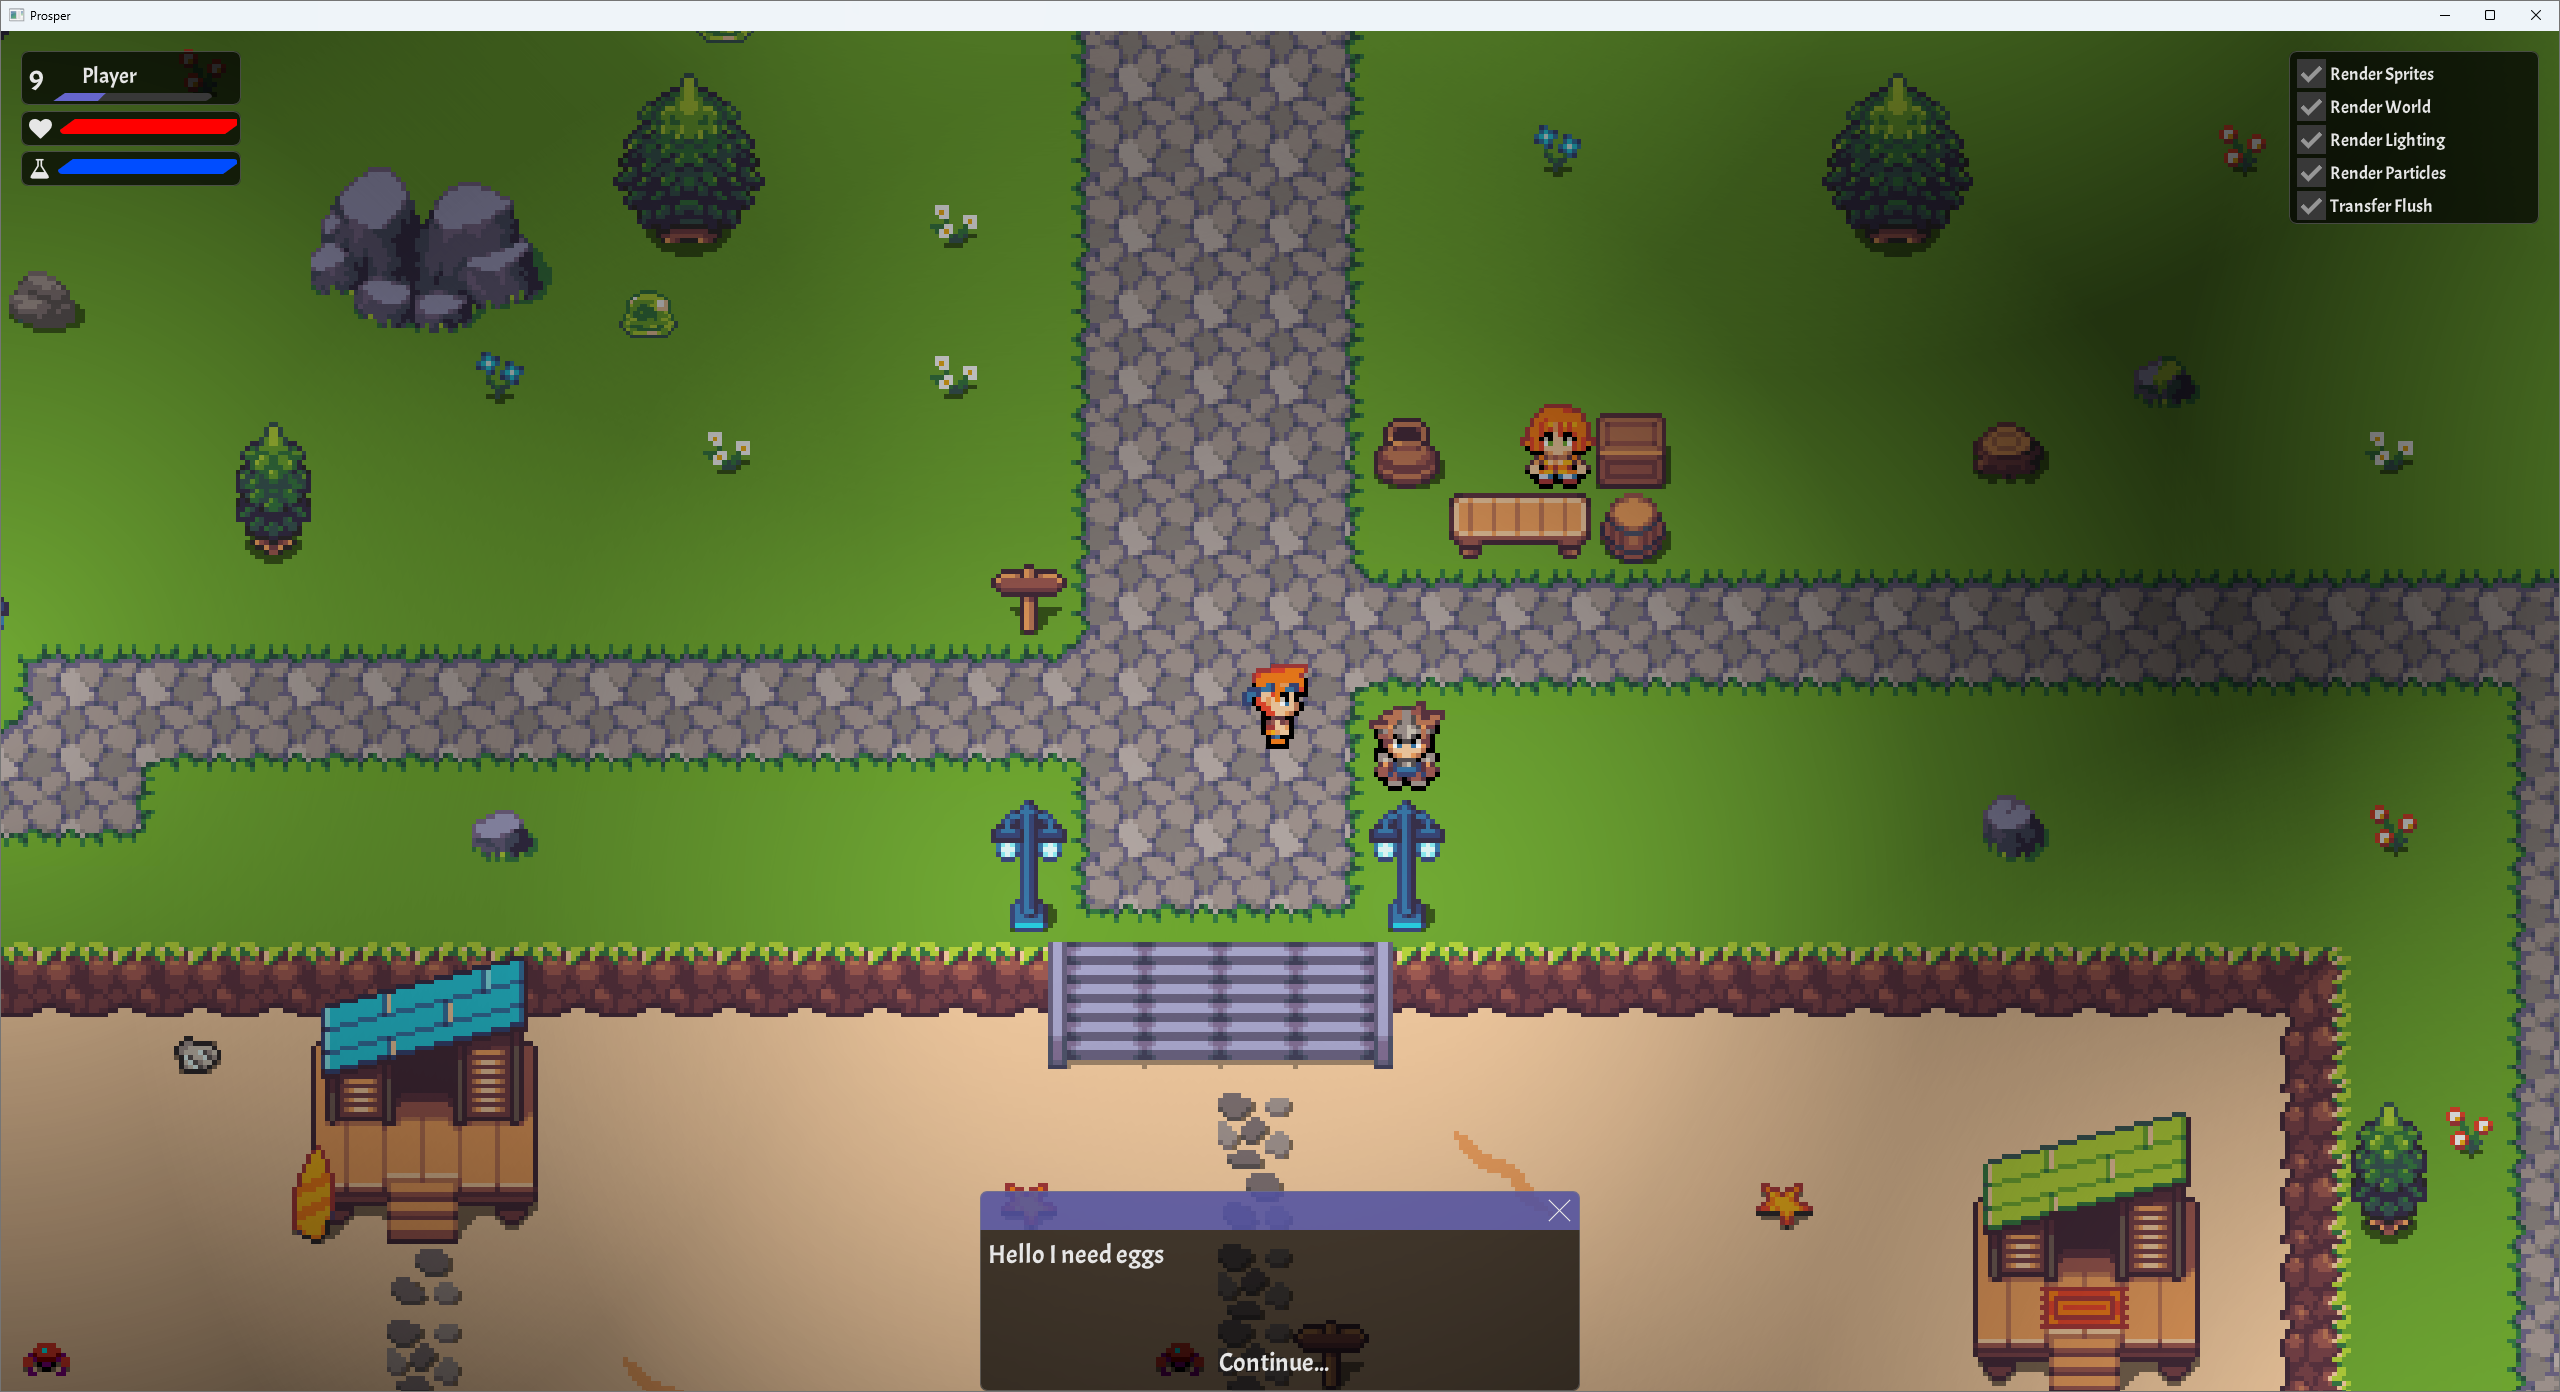 Prosper
9 Player
Render Sprites
Render World
Render Lighting
Render Particles
Transfer Flush
Hello I need eggs
Continue...